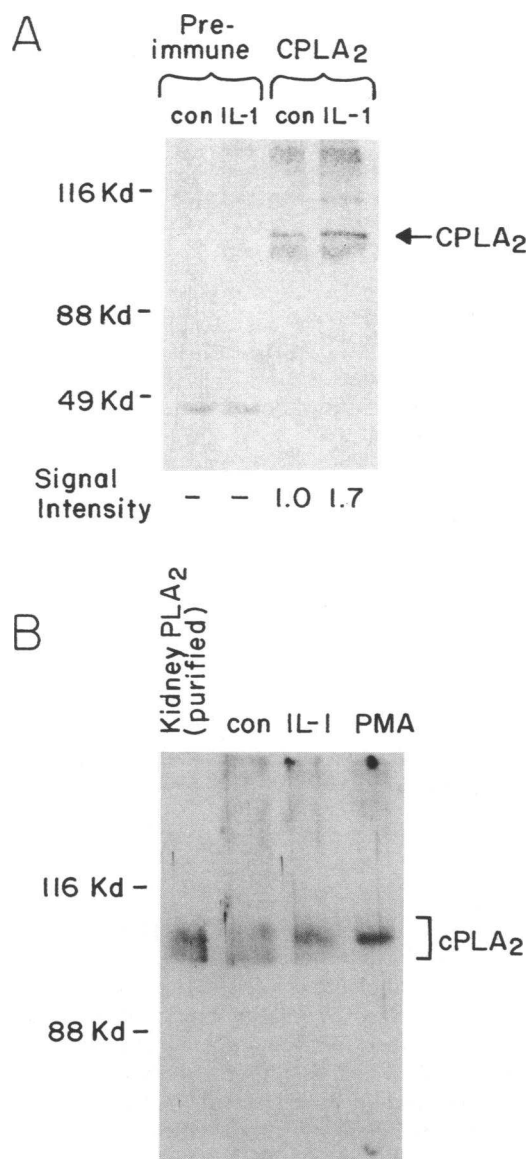 A
Pre-
immune CPLA2
con IL-1 con IL-1
116 Kd -
CPLA2
88 Kd -
49 Kd -
Signal
Intensity
- - 1.0 1.7
B
Kidney PLA2
(purified)
con IL-1 PMA
116 Kd -
cPLA2
88 Kd -